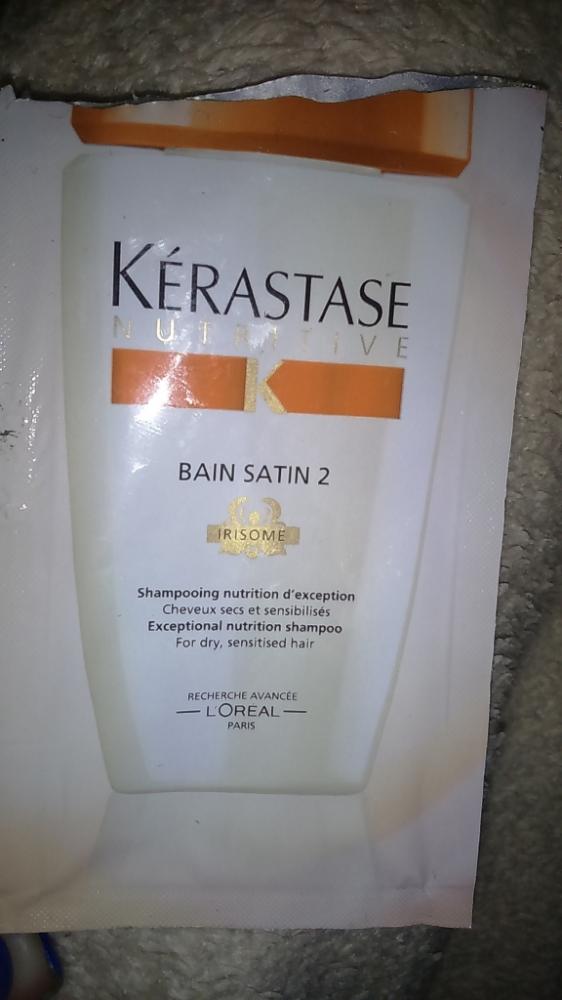 KÉRASTASE
NUTRITIVE
K
BAIN SATIN 2
IRISOME
Shampooing nutrition d'exception
Cheveux secs et sensibilisés
Exceptional nutrition shampoo
For dry, sensitised hair
RECHERCHE AVANCÉE
L'ORÉAL
PARIS